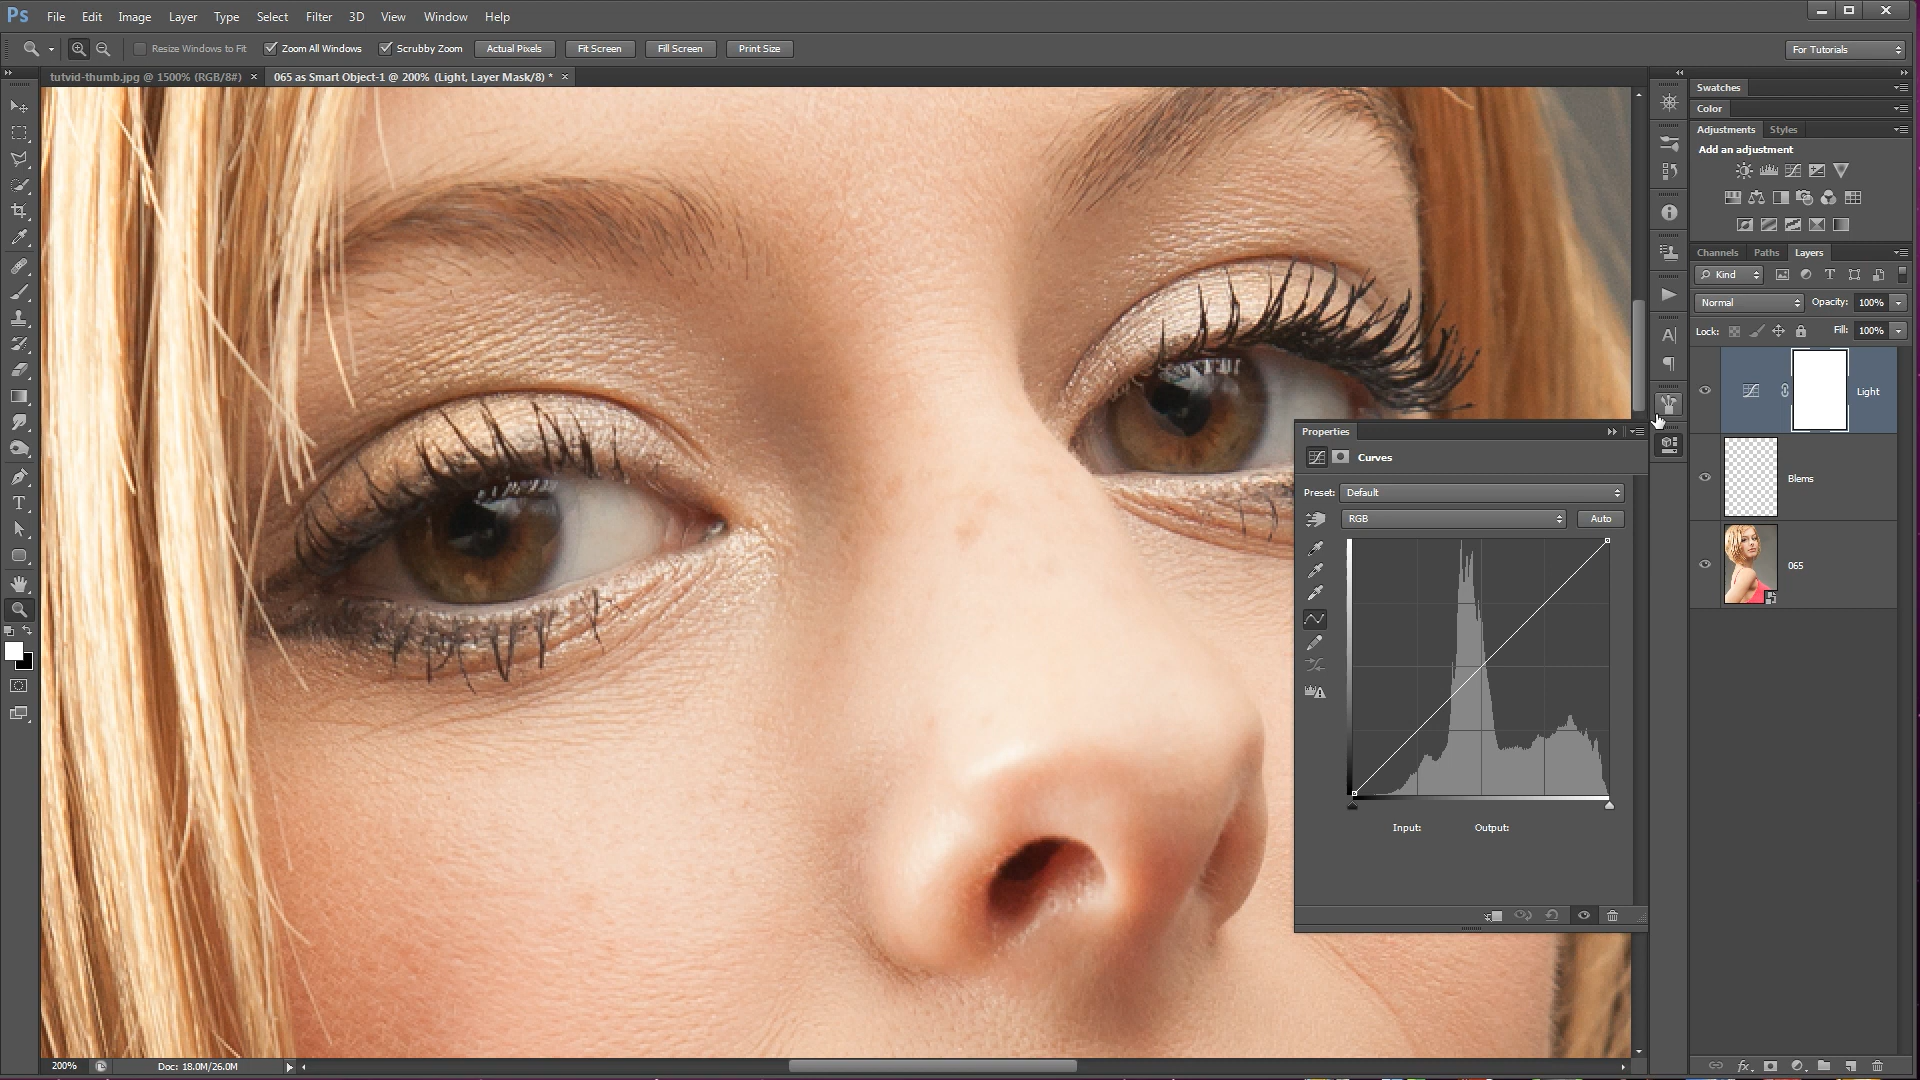 Ps File Edit Image Layer Type Select Filter 3D View Window Help
Resize Windows to Fit Zoom All Windows Scrubby Zoom Actual Pixels Fit Screen Fill Screen Print Size For Tutorials
tutvid-thumb.jpg @ 1500% (RGB/8#) × 065 as Smart Object-1 @ 200% (Light, Layer Mask/8) * ×
Swatches
Color
Adjustments Styles
Add an adjustment
Channels Paths Layers
Kind
Normal Opacity: 100%
Lock: Fill: 100%
Light
Blems
065
Properties
Curves
Preset: Default
RGB Auto
Input: Output:
200% Doc: 18.0M/26.0M